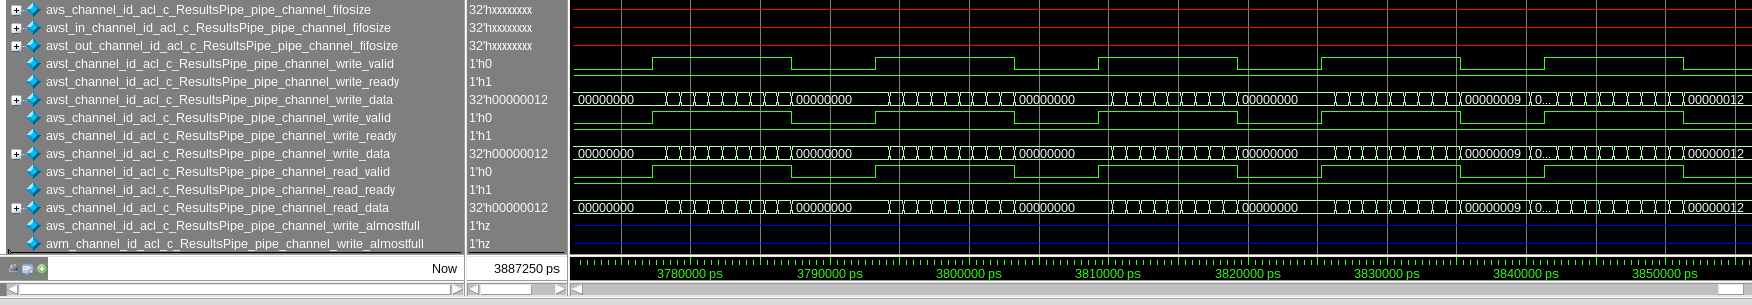 avs_channel_id_acl_c_ResultsPipe_pipe_channel_fifosize 32'hxxxxxxxx
avst_in_channel_id_acl_c_ResultsPipe_pipe_channel_fifosize 32'hxxxxxxxx
avst_out_channel_id_acl_c_ResultsPipe_pipe_channel_fifosize 32'hxxxxxxxx
avst_channel_id_acl_c_ResultsPipe_pipe_channel_write_valid 1'h0
avst_channel_id_acl_c_ResultsPipe_pipe_channel_write_ready 1'h1
avst_channel_id_acl_c_ResultsPipe_pipe_channel_write_data 32'h00000012 00000000 00000000 00000000 00000000 00000009 0... 00000012
avs_channel_id_acl_c_ResultsPipe_pipe_channel_write_valid 1'h0
avs_channel_id_acl_c_ResultsPipe_pipe_channel_write_ready 1'h1
avs_channel_id_acl_c_ResultsPipe_pipe_channel_write_data 32'h00000012 00000000 00000000 00000000 00000000 00000009 0... 00000012
avs_channel_id_acl_c_ResultsPipe_pipe_channel_read_valid 1'h0
avs_channel_id_acl_c_ResultsPipe_pipe_channel_read_ready 1'h1
avs_channel_id_acl_c_ResultsPipe_pipe_channel_read_data 32'h00000012 00000000 00000000 00000000 00000000 00000009 0... 00000012
avs_channel_id_acl_c_ResultsPipe_pipe_channel_write_almostfull 1'hz
avm_channel_id_acl_c_ResultsPipe_pipe_channel_write_almostfull 1'hz
Now 3887250 ps 3780000 ps 3790000 ps 3800000 ps 3810000 ps 3820000 ps 3830000 ps 3840000 ps 3850000 ps